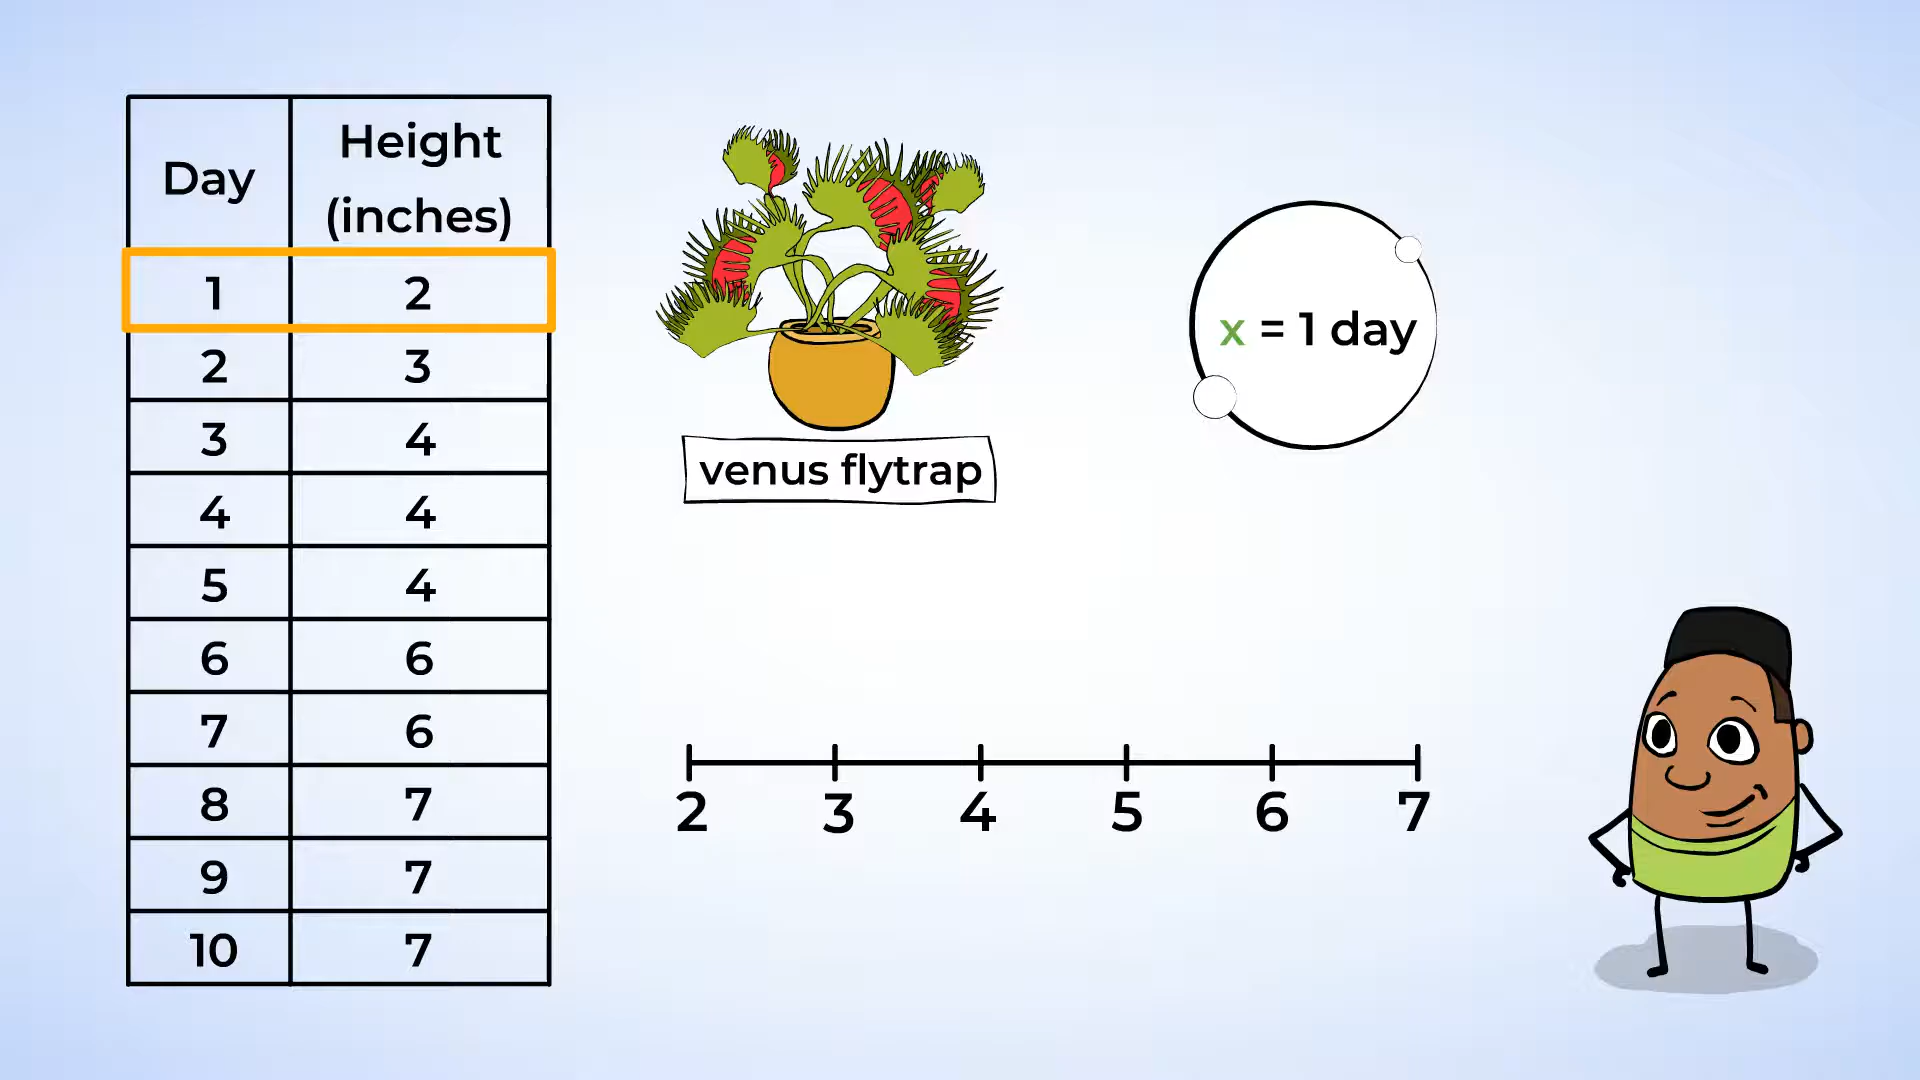 Day Height
(inches)
1 2
2 3
3 4
4 4
5 4
6 6
7 6
8 7
9 7
10 7
venus flytrap
x = 1 day
2 3 4 5 6 7